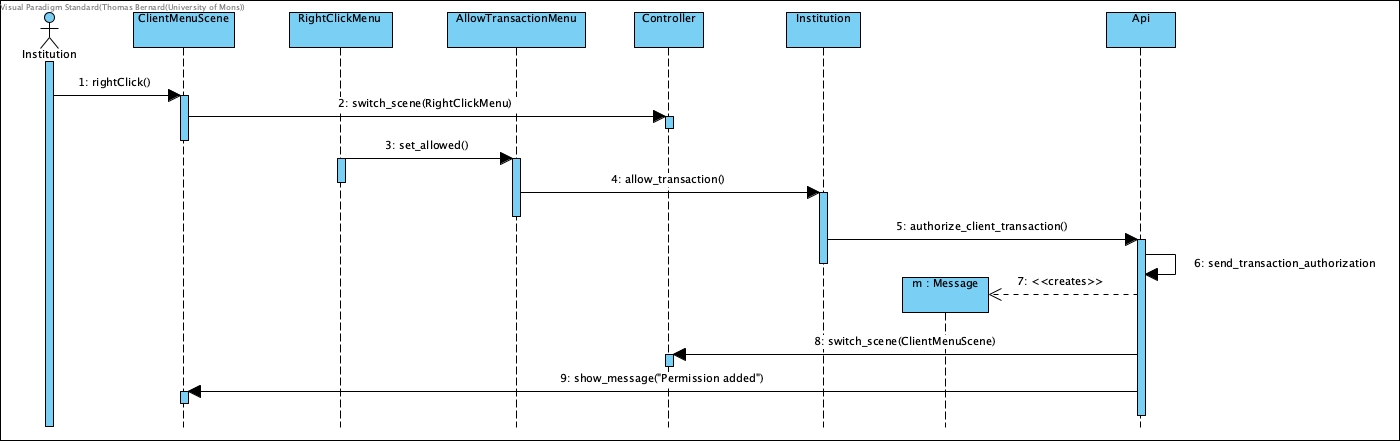 Visual Paradigm Standard(Thomas Bernard(University of Mons))
Institution
ClientMenuScene
RightClickMenu
AllowTransactionMenu
Controller
Institution
Api
1: rightClick()
2: switch_scene(RightClickMenu)
3: set_allowed()
4: allow_transaction()
5: authorize_client_transaction()
6: send_transaction_authorization
7: <<creates>>
m : Message
8: switch_scene(ClientMenuScene)
9: show_message("Permission added")